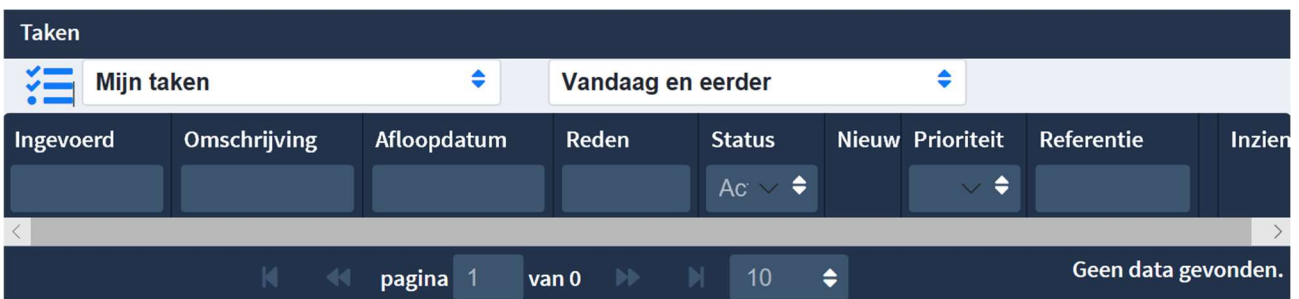 Taken
Mijn taken Vandaag en eerder
Ingevoerd Omschrijving Afloopdatum Reden Status Nieuw Prioriteit Referentie Inzien
Ac
pagina 1 van 0 10 Geen data gevonden.